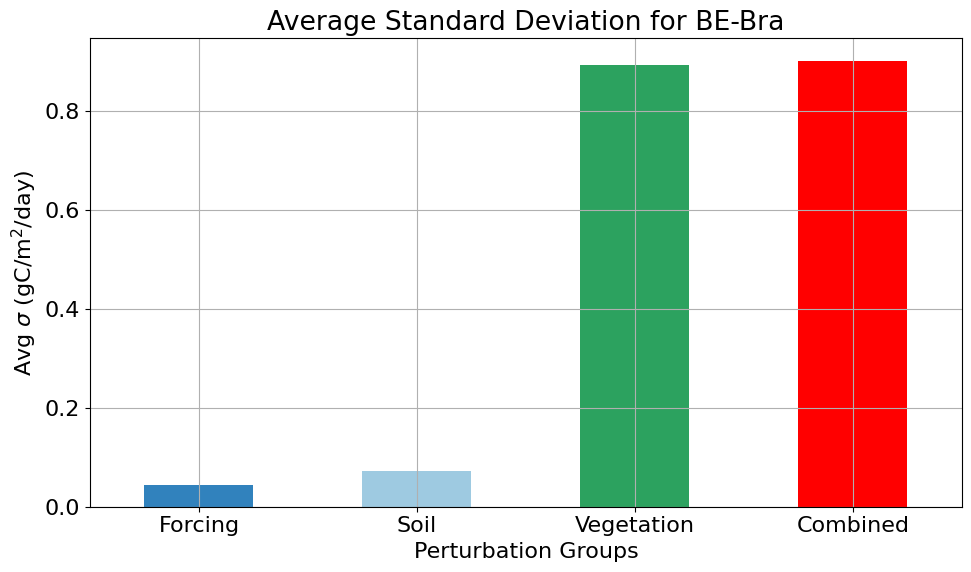 Average Standard Deviation for BE-Bra
Avg σ (gC/m²/day)
0.8
0.6
0.4
0.2
0.0
Forcing Soil Vegetation Combined
Perturbation Groups